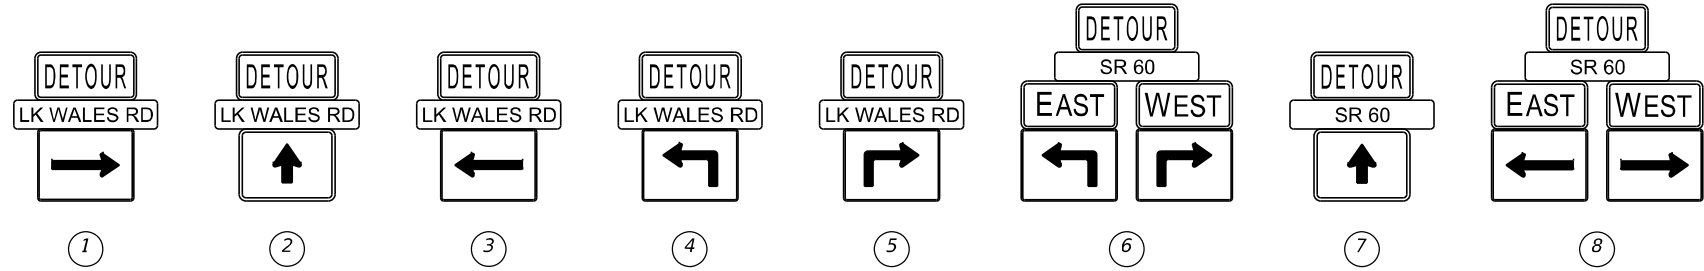 DETOUR
LK WALES RD
1
DETOUR
LK WALES RD
2
DETOUR
LK WALES RD
3
DETOUR
LK WALES RD
4
DETOUR
LK WALES RD
5
DETOUR
SR 60
EAST WEST
6
DETOUR
SR 60
7
DETOUR
SR 60
EAST WEST
8